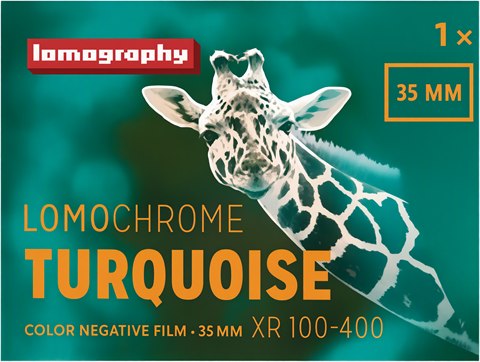 lomography
1 ×
35 MM
LOMOCHROME
TURQUOISE
COLOR NEGATIVE FILM • 35 MM XR 100-400